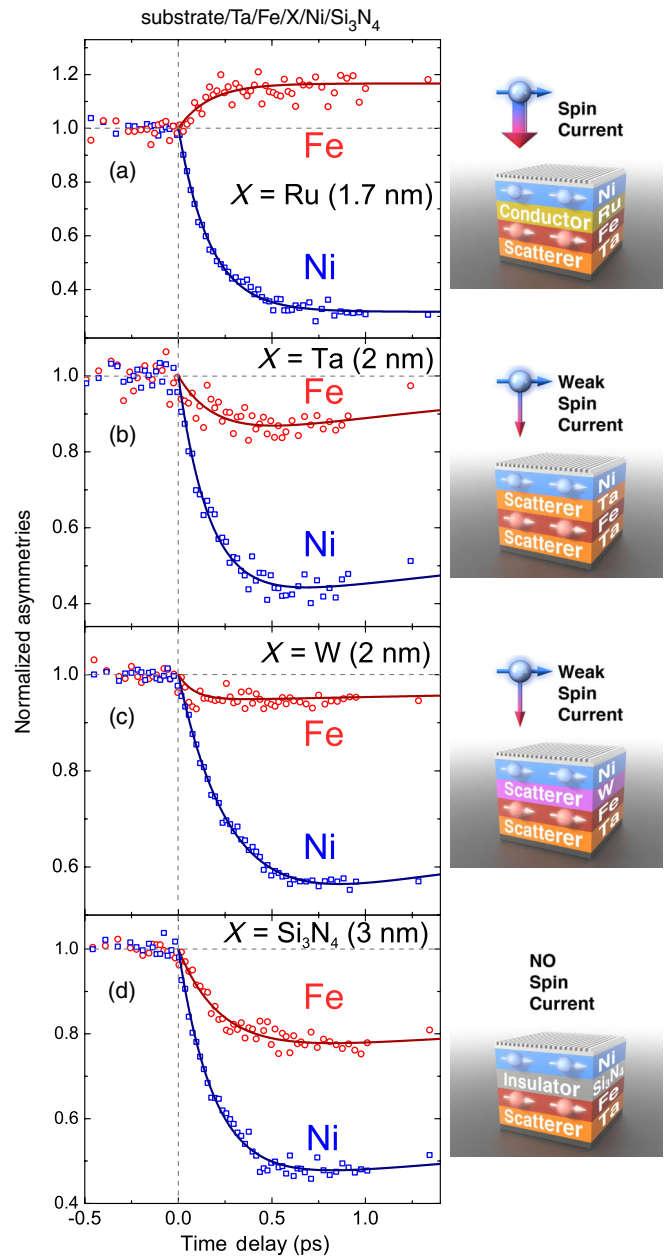 substrate/Ta/Fe/X/Ni/Si₃N₄
Normalized asymmetries
1.2
1.0
0.8
0.6
0.4
Fe
(a)
X = Ru (1.7 nm)
Ni
Spin
Current
Ni
Conductor Ru
Fe
Scatterer Ta
1.0
0.8
0.6
0.4
X = Ta (2 nm)
Fe
(b)
Ni
Weak
Spin
Current
Ni
Scatterer Ta
Fe
Scatterer Ta
1.0
0.8
0.6
X = W (2 nm)
(c)
Fe
Ni
Weak
Spin
Current
Ni
Scatterer W
Fe
Scatterer Ta
1.0
0.8
0.6
0.4
X = Si₃N₄ (3 nm)
(d)
Fe
Ni
NO
Spin
Current
Ni
Insulator Si₃N₄
Fe
Scatterer Ta
-0.5 0.0 0.5 1.0
Time delay (ps)